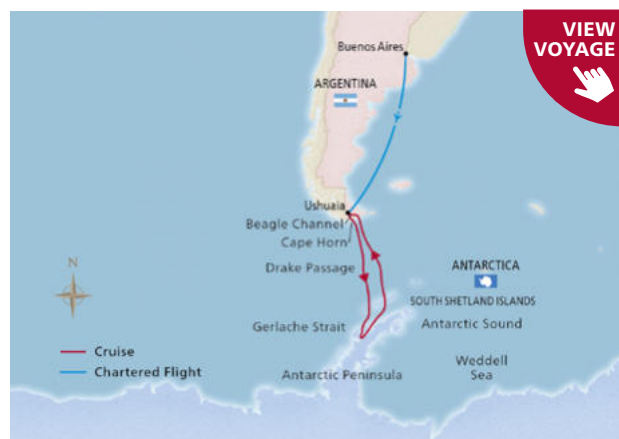 VIEW
VOYAGE
Buenos Aires
ARGENTINA
Ushuaia
Beagle Channel
Cape Horn
Drake Passage
ANTARCTICA
SOUTH SHETLAND ISLANDS
N
Gerlache Strait
Antarctic Sound
Cruise
Chartered Flight
Antarctic Peninsula
Weddell
Sea